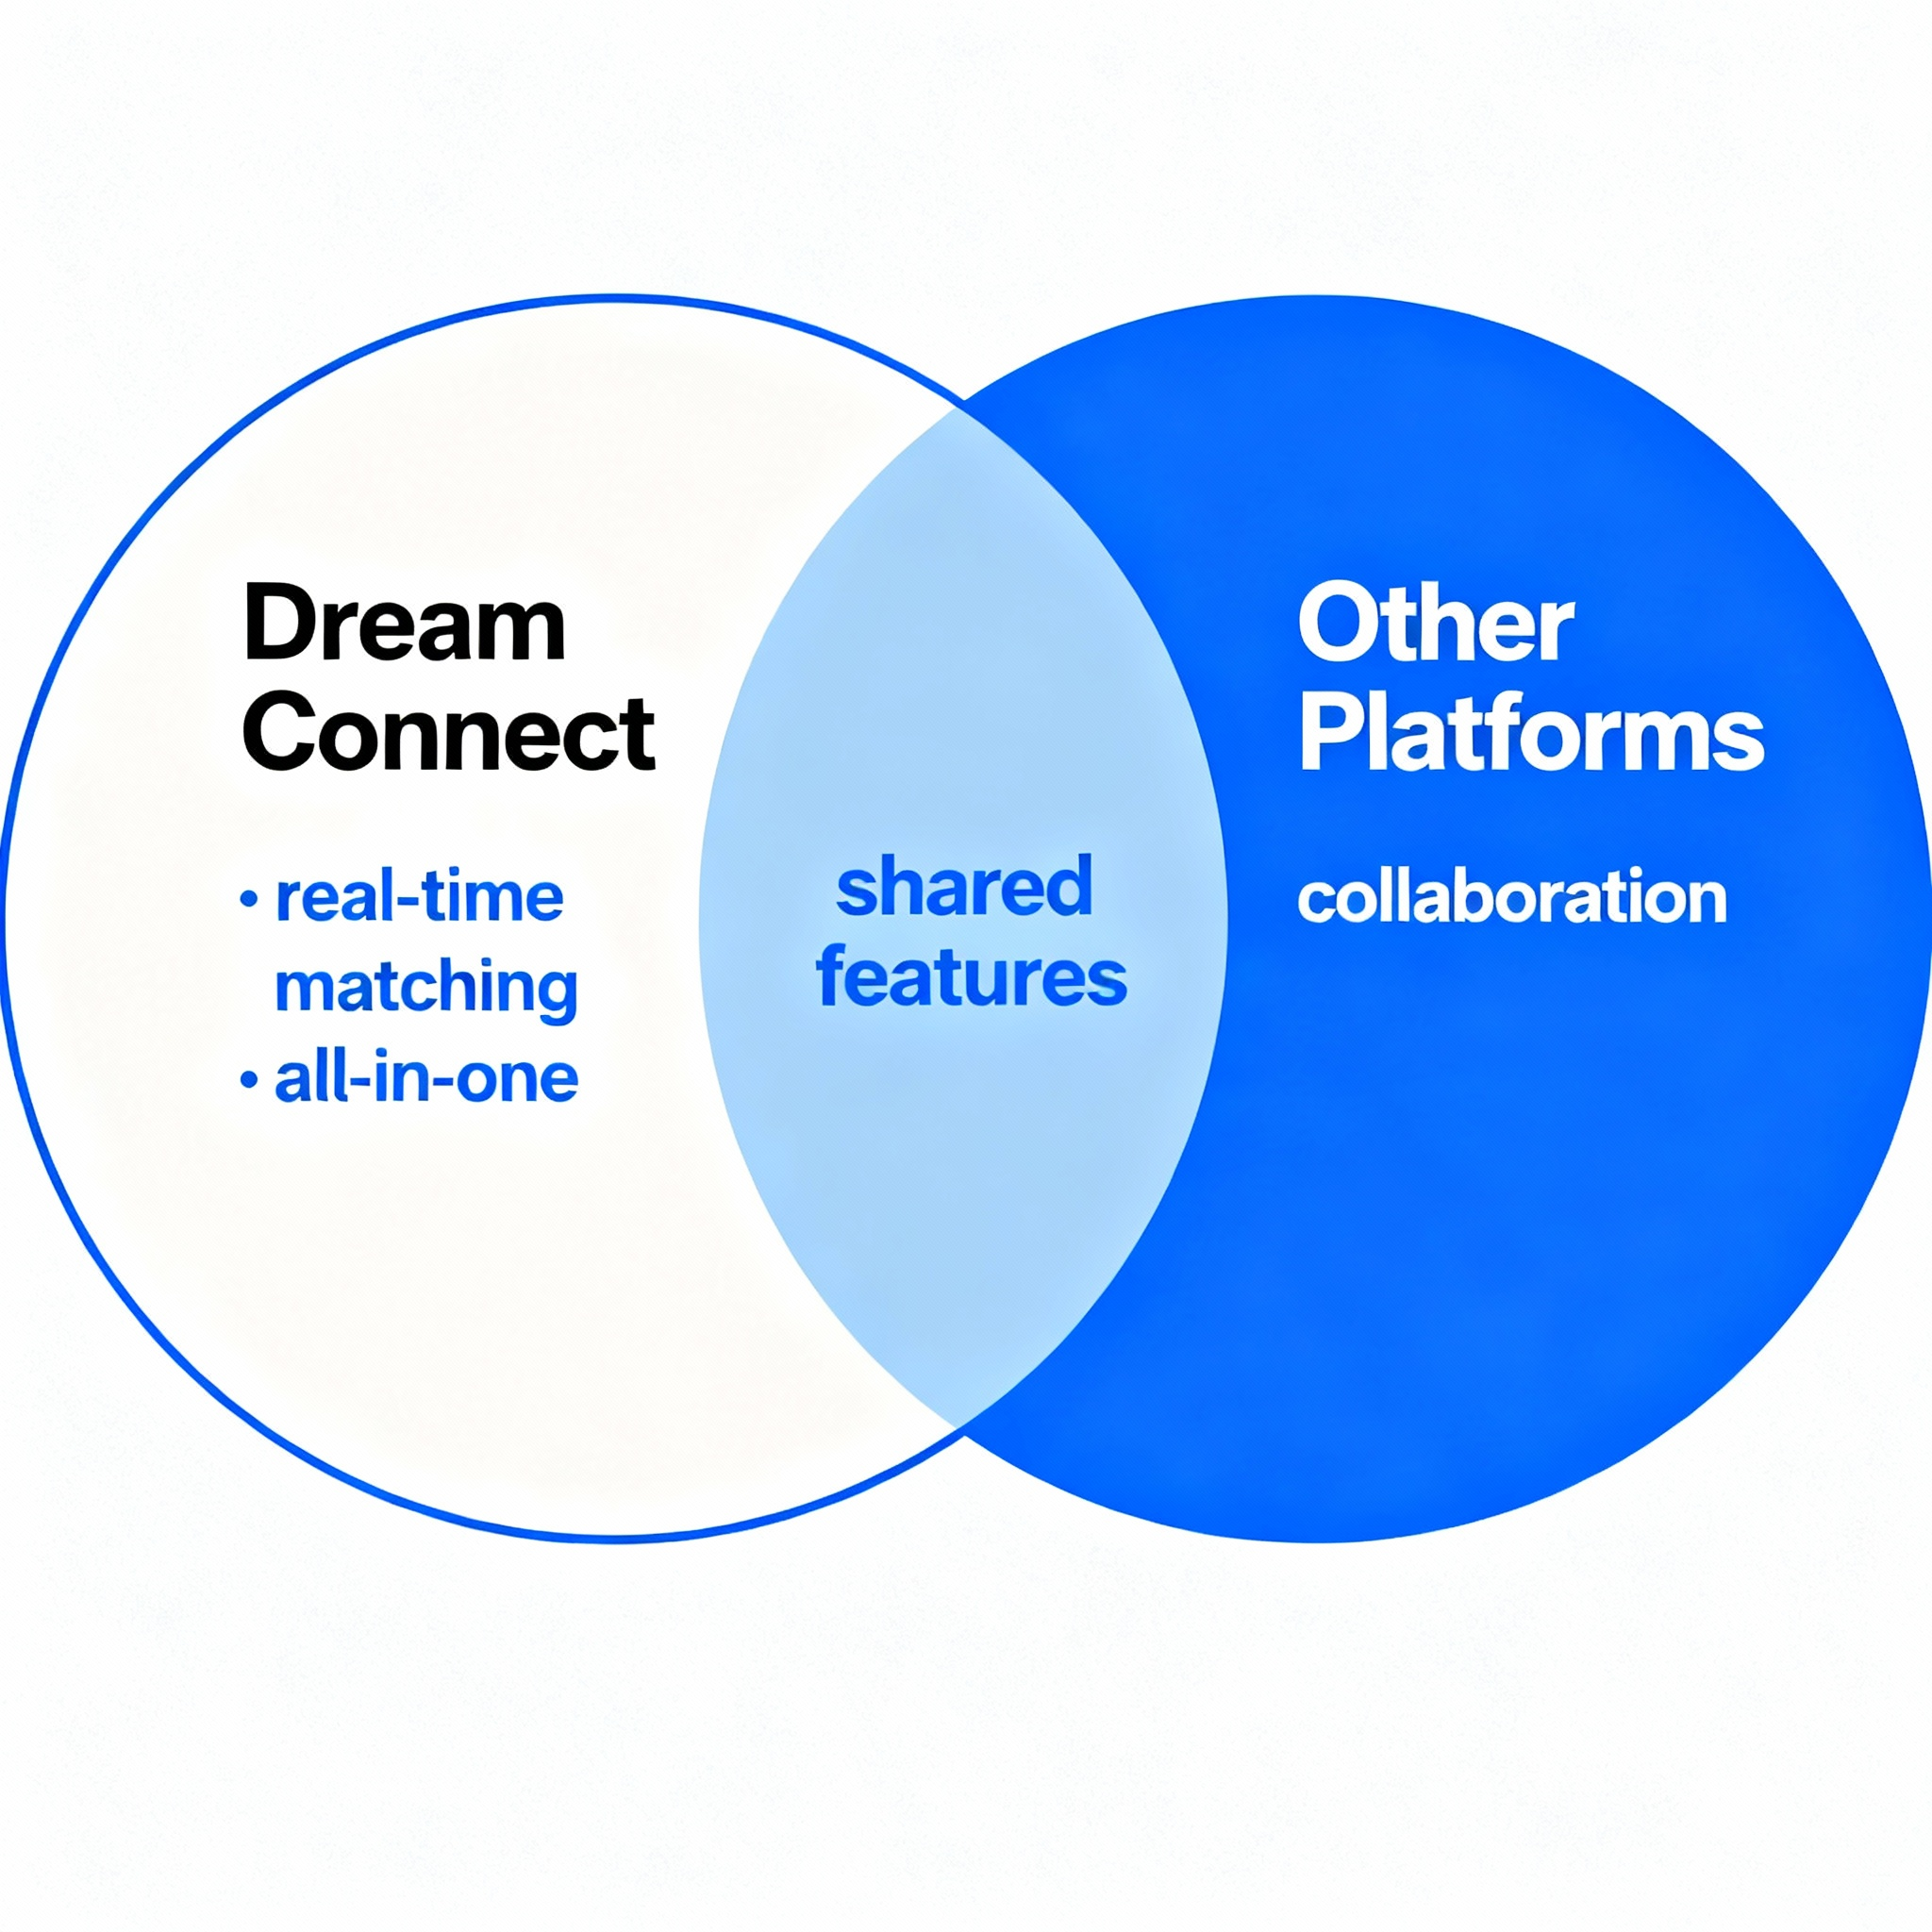 Dream
Connect
• real-time
matching
• all-in-one
shared
features
Other
Platforms
collaboration